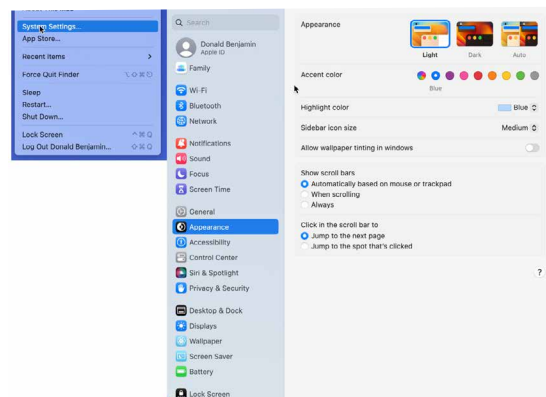 System Settings...
App Store...
Recent Items
Force Quit Finder
Sleep
Restart...
Shut Down...
Lock Screen
Log Out Donald Benjamin...
Search
Donald Benjamin
Apple ID
Family
Wi-Fi
Bluetooth
Network
Notifications
Sound
Focus
Screen Time
General
Appearance
Accessibility
Control Center
Siri & Spotlight
Privacy & Security
Desktop & Dock
Displays
Wallpaper
Screen Saver
Battery
Lock Screen
Appearance
Light Dark Auto
Accent color
Blue
Highlight color Blue
Sidebar icon size Medium
Allow wallpaper tinting in windows
Show scroll bars
Automatically based on mouse or trackpad
When scrolling
Always
Click in the scroll bar to
Jump to the next page
Jump to the spot that's clicked
?